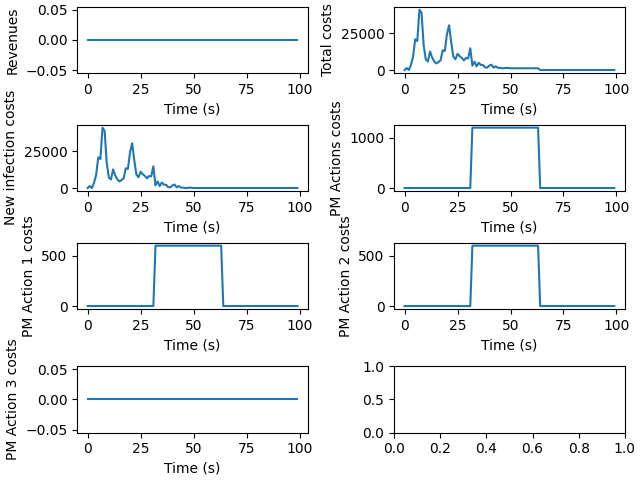 Revenues
0.05
0.00
−0.05
0 25 50 75 100
Time (s)
Total costs
25000
0
0 25 50 75 100
Time (s)
New infection costs
25000
0
0 25 50 75 100
Time (s)
PM Actions costs
1000
0
0 25 50 75 100
Time (s)
PM Action 1 costs
500
0
0 25 50 75 100
Time (s)
PM Action 2 costs
500
0
0 25 50 75 100
Time (s)
PM Action 3 costs
0.05
0.00
−0.05
0 25 50 75 100
Time (s)
1.0
0.5
0.0
0.0 0.2 0.4 0.6 0.8 1.0